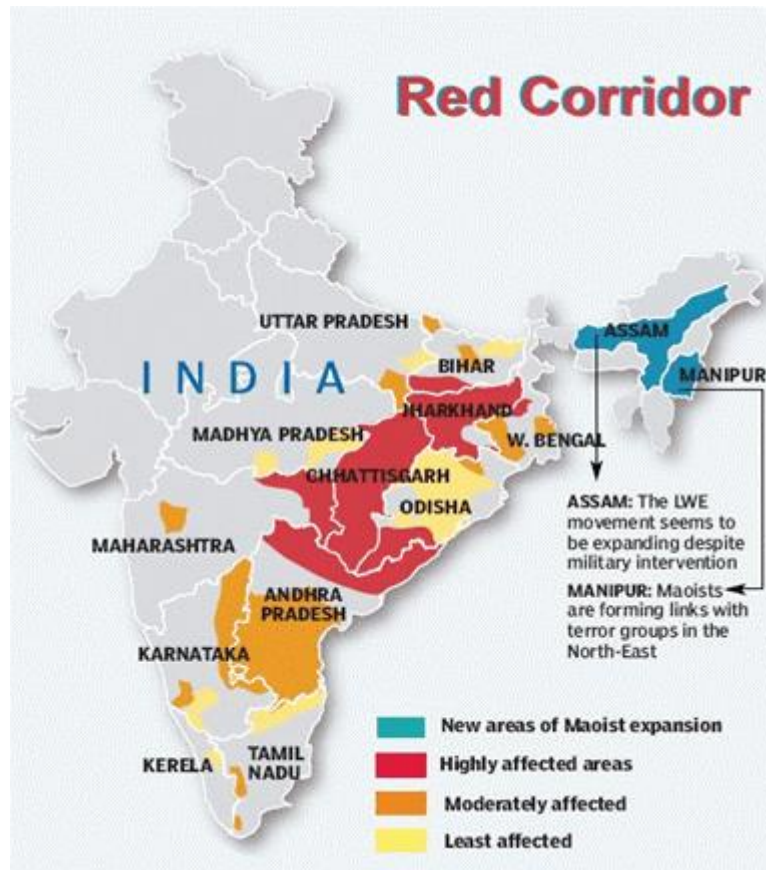 Red Corridor
UTTAR PRADESH
BIHAR
ASSAM
INDIA
MANIPUR
JHARKHAND
MADHYA PRADESH
W. BENGAL
CHHATTISGARH
ODISHA
MAHARASHTRA
ANDHRA
PRADESH
KARNATAKA
KERELA
TAMIL
NADU
ASSAM: The LWE
movement seems to
be expanding despite
military intervention
MANIPUR: Maoists
are forming links with
terror groups in the
North-East
New areas of Maoist expansion
Highly affected areas
Moderately affected
Least affected